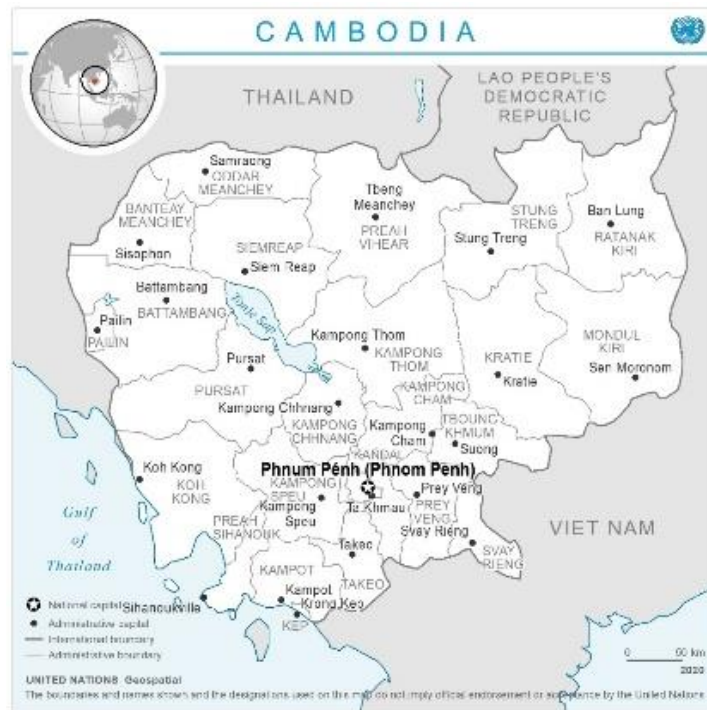 CAMBODIA
THAILAND
LAO PEOPLE'S
DEMOCRATIC
REPUBLIC
Samraong
ODDAR
MEANCHEY
BANTEAY
MEANCHEY
Sisophon
Tbeng
Meanchey
PREAH
VIHEAR
STUNG
TRENG
Stung Treng
Ban Lung
RATANAK
KIRI
SIEMREAP
Siem Reap
Battambang
BATTAMBANG
Pailin
PAILIN
Tonle Sap
Kampong Thom
KAMPONG
THOM
KRATIE
Kratie
MONDUL
KIRI
Sen Moronom
Pursat
PURSAT
KAMPONG
CHAM
Kampong Chhnang
KAMPONG
CHHNANG
Kampong
Cham
TBOUNG
KHMUM
Suong
KANDAL
Phnum Pénh (Phnom Penh)
Koh Kong
KOH
KONG
KAMPONG
SPEU
Kampong
Speu
Ta Khmau
Prey Vêng
PREY
VENG
Svay Riéng
SVAY
RIENG
PREAH
SIHANOUK
VIET NAM
Gulf
of
Thailand
Takeo
TAKEO
KAMPOT
Kampot
Krong Kep
KEP
Sihanoukville
National capital
Administrative capital
International boundary
Administrative boundary
0 50 km
2020
UNITED NATIONS Geospatial
The boundaries and names shown and the designations used on this map do not imply official endorsement or acceptance by the United Nations